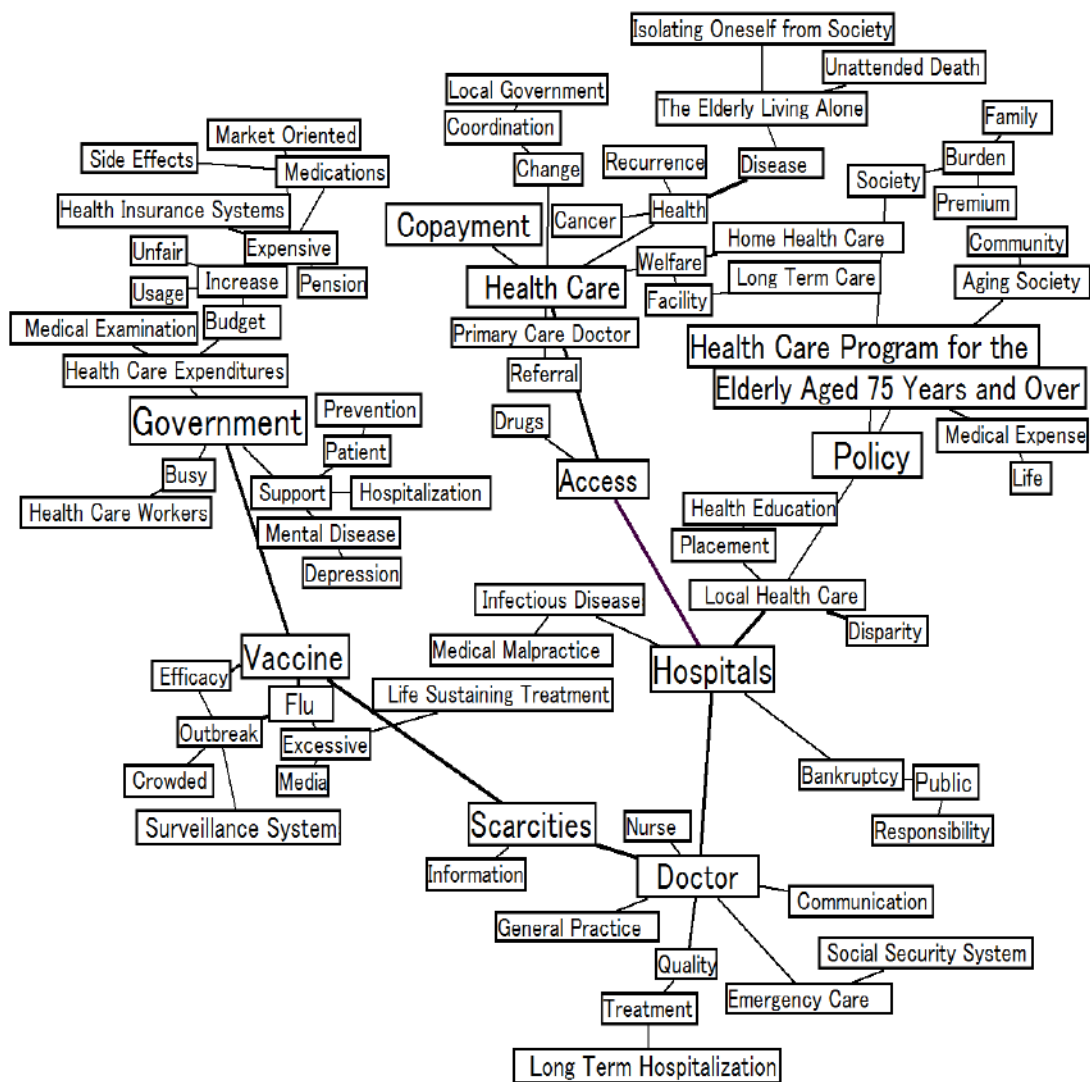 Isolating Oneself from Society
Unattended Death
Local Government
The Elderly Living Alone
Family
Market Oriented
Coordination
Side Effects
Medications
Change
Recurrence
Disease
Burden
Society
Premium
Health Insurance Systems
Copayment
Cancer
Health
Home Health Care
Community
Unfair
Expensive
Welfare
Long Term Care
Aging Society
Increase
Pension
Health Care
Facility
Usage
Medical Examination
Budget
Primary Care Doctor
Health Care Program for the
Elderly Aged 75 Years and Over
Health Care Expenditures
Referral
Government
Prevention
Drugs
Medical Expense
Patient
Policy
Busy
Access
Life
Support
Hospitalization
Health Care Workers
Health Education
Mental Disease
Placement
Depression
Infectious Disease
Local Health Care
Disparity
Medical Malpractice
Vaccine
Hospitals
Efficacy
Life Sustaining Treatment
Flu
Outbreak
Excessive
Crowded
Media
Bankruptcy
Public
Surveillance System
Scarcities
Nurse
Responsibility
Information
Doctor
Communication
General Practice
Social Security System
Quality
Emergency Care
Treatment
Long Term Hospitalization